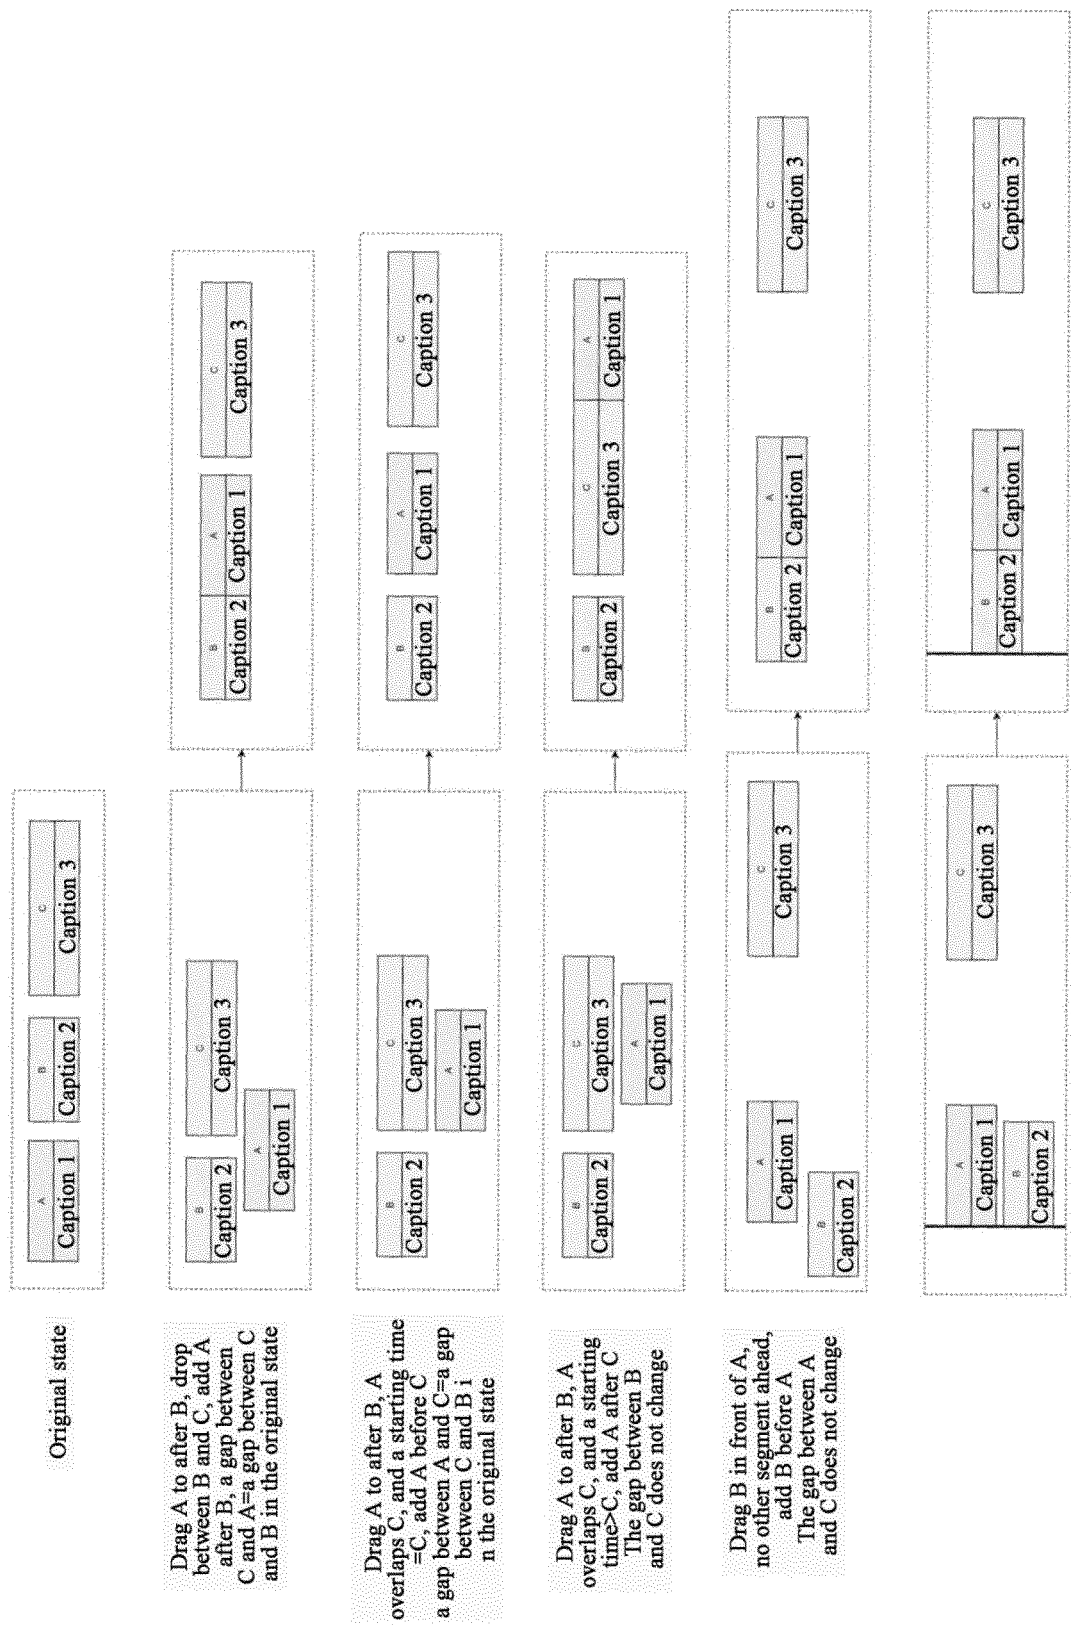 Original state
A
Caption 1
B
Caption 2
C
Caption 3
Drag A to after B, drop
between B and C, add A
after B, a gap between
C and A=a gap between C
and B in the original state
B
Caption 2
C
Caption 3
A
Caption 1
B
Caption 2
A
Caption 1
C
Caption 3
Drag A to after B, A
overlaps C, and a starting time
=C, add A before C
a gap between A and C=a gap
between C and B i
n the original state
B
Caption 2
C
Caption 3
A
Caption 1
B
Caption 2
A
Caption 1
C
Caption 3
Drag A to after B, A
overlaps C, and a starting
time>C, add A after C
The gap between B
and C does not change
B
Caption 2
C
Caption 3
A
Caption 1
B
Caption 2
C
Caption 3
A
Caption 1
Drag B in front of A,
no other segment ahead,
add B before A
The gap between A
and C does not change
A
Caption 1
C
Caption 3
B
Caption 2
B
Caption 2
A
Caption 1
C
Caption 3
A
Caption 1
C
Caption 3
B
Caption 2
B
Caption 2
A
Caption 1
C
Caption 3